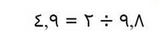 ٩,٨ ÷ ٢ = ٤,٩